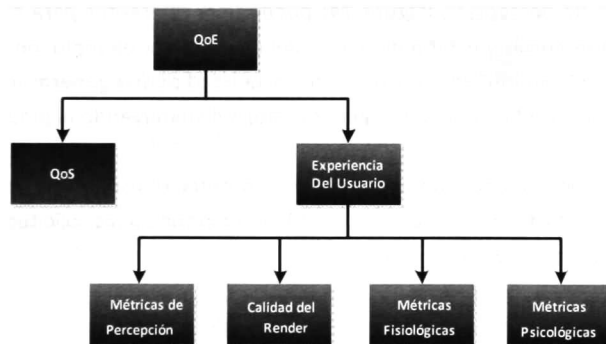 QoE
QoS
Experiencia
Del Usuario
Métricas de
Percepción
Calidad del
Render
Métricas
Fisiológicas
Métricas
Psicológicas